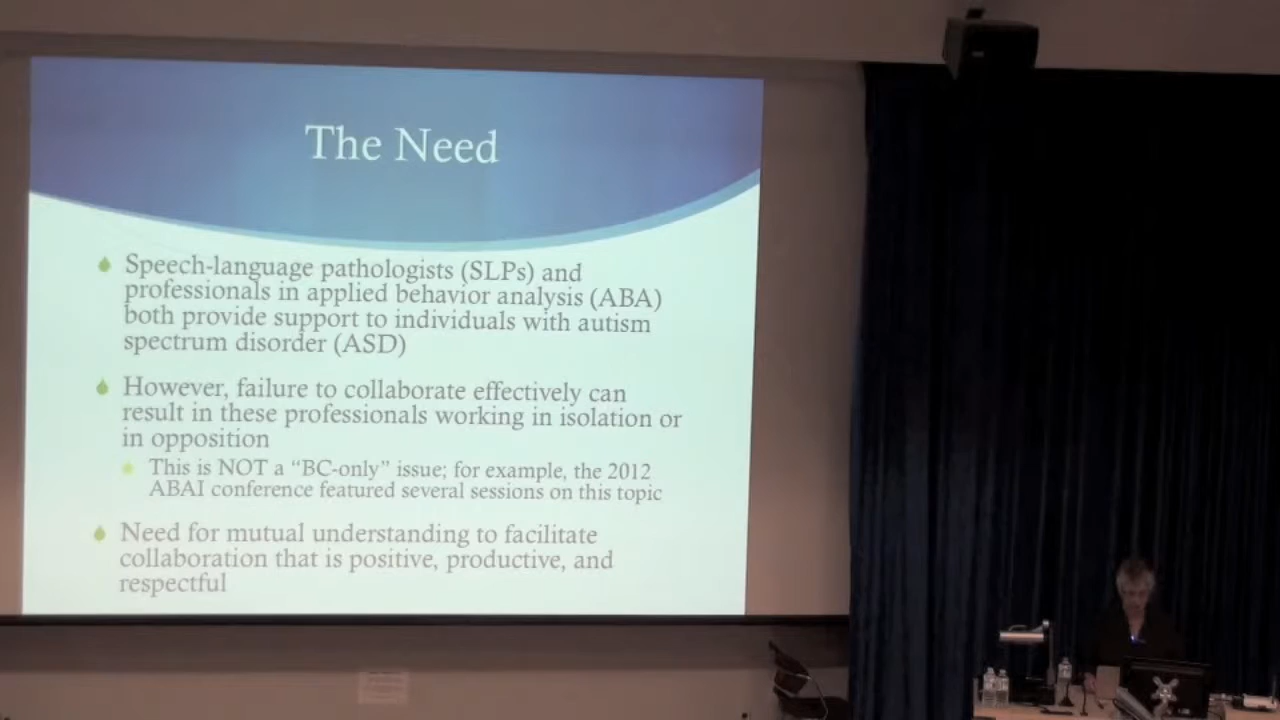 The Need
Speech-language pathologists (SLPs) and
professionals in applied behavior analysis (ABA)
both provide support to individuals with autism
spectrum disorder (ASD)
However, failure to collaborate effectively can
result in these professionals working in isolation or
in opposition
This is NOT a “BC-only” issue; for example, the 2012
ABAI conference featured several sessions on this topic
Need for mutual understanding to facilitate
collaboration that is positive, productive, and
respectful